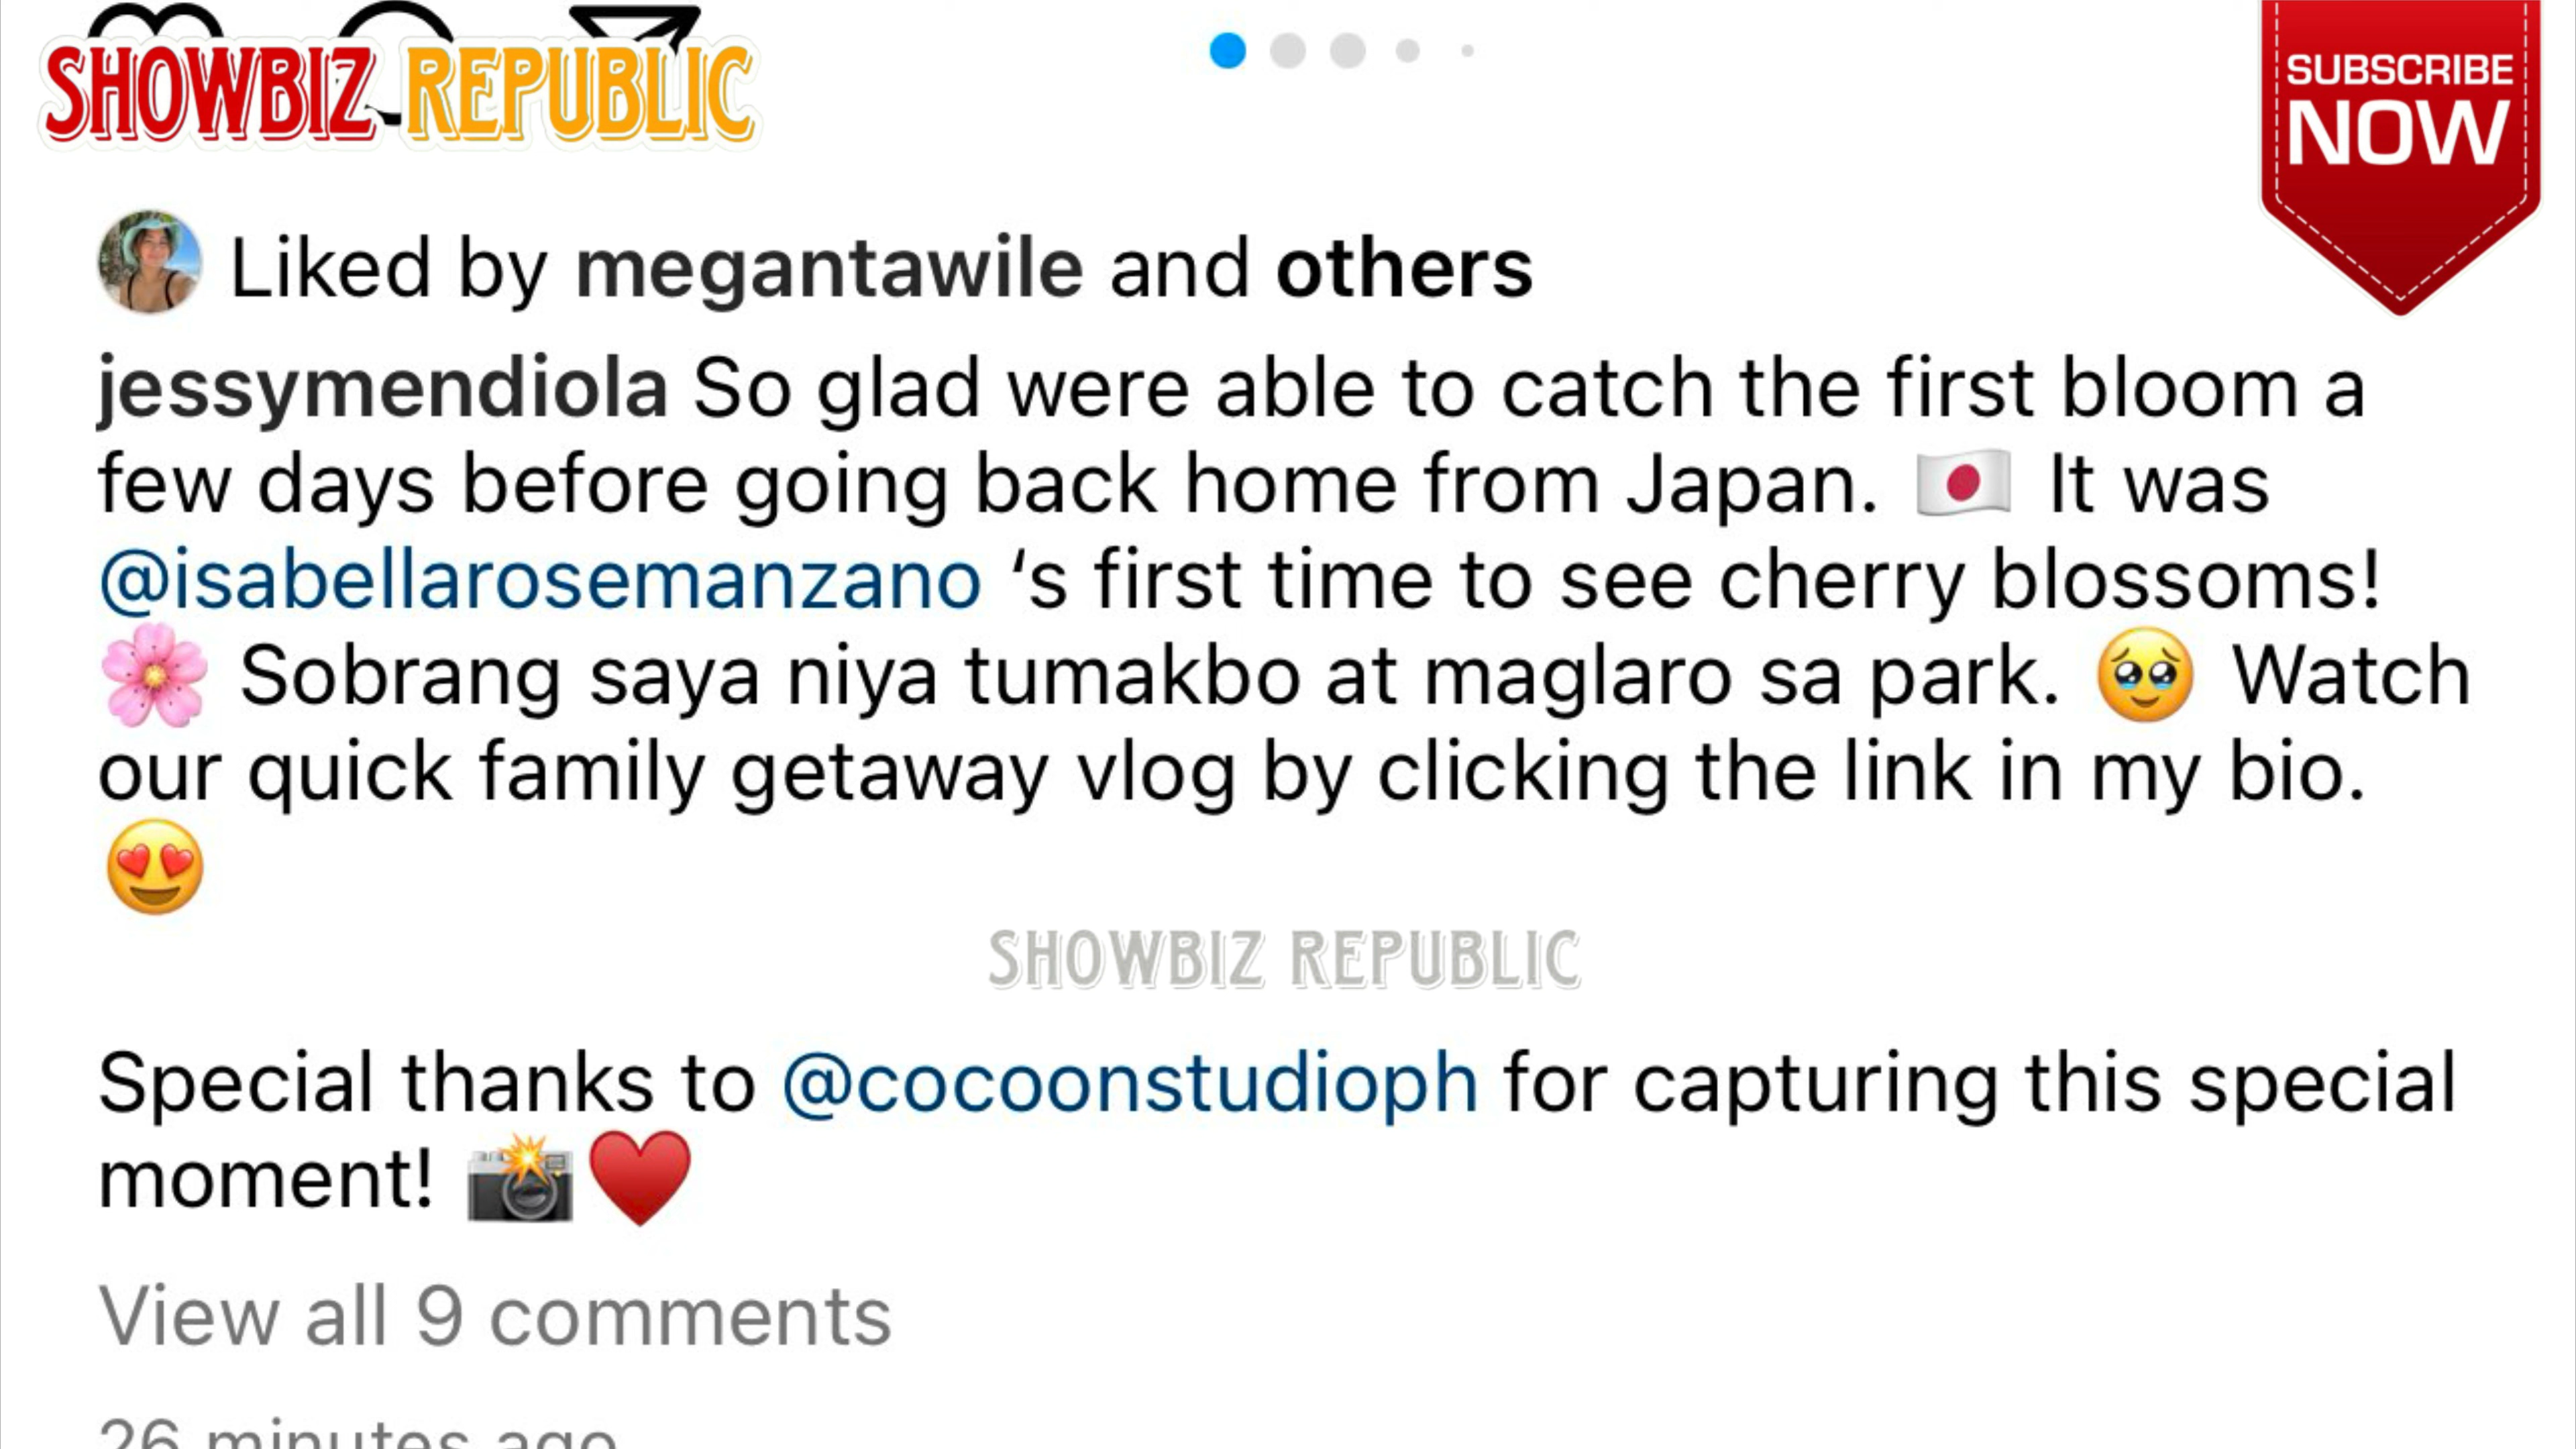 SHOWBIZ REPUBLIC
SUBSCRIBE
NOW
Liked by megantawile and others
jessymendiola So glad were able to catch the first bloom a
few days before going back home from Japan. 🇯🇵 It was
@isabellarosemanzano ‘s first time to see cherry blossoms!
🌸 Sobrang saya niya tumakbo at maglaro sa park. 🥹 Watch
our quick family getaway vlog by clicking the link in my bio.
😍
SHOWBIZ REPUBLIC
Special thanks to @cocoonstudioph for capturing this special
moment! 📸♥️
View all 9 comments
26 minutes ago